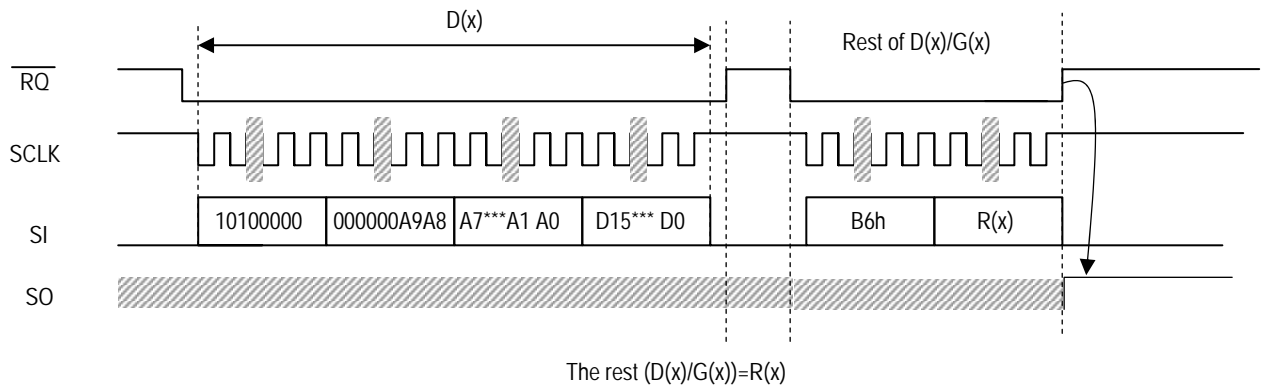 D(x)
Rest of D(x)/G(x)
RQ
SCLK
SI
10100000
000000A9A8
A7***A1 A0
D15*** D0
B6h
R(x)
SO
The rest (D(x)/G(x))=R(x)